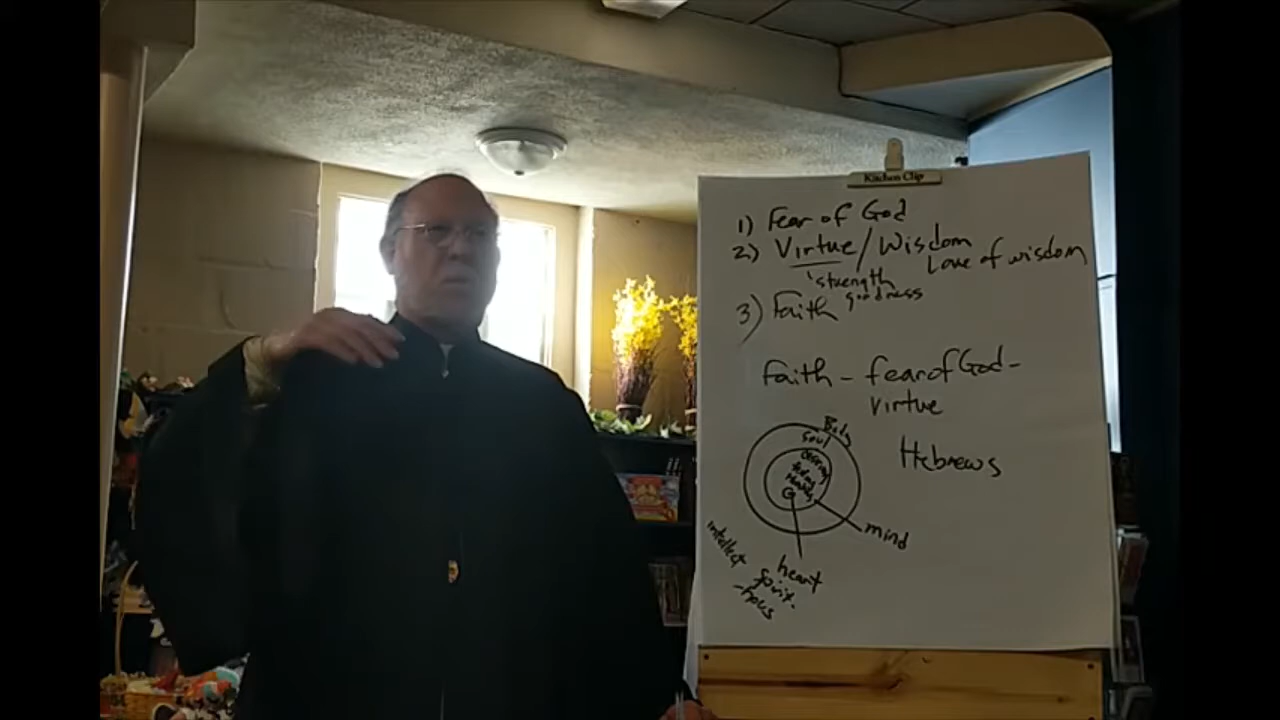 Kitchen Clip
1) Fear of God
2) Virtue / Wisdom
Love of wisdom
strength
goodness
3) Faith
Faith - fear of God -
virtue
Body
Soul
Hebrews
mind
intellect
heart
spirit.